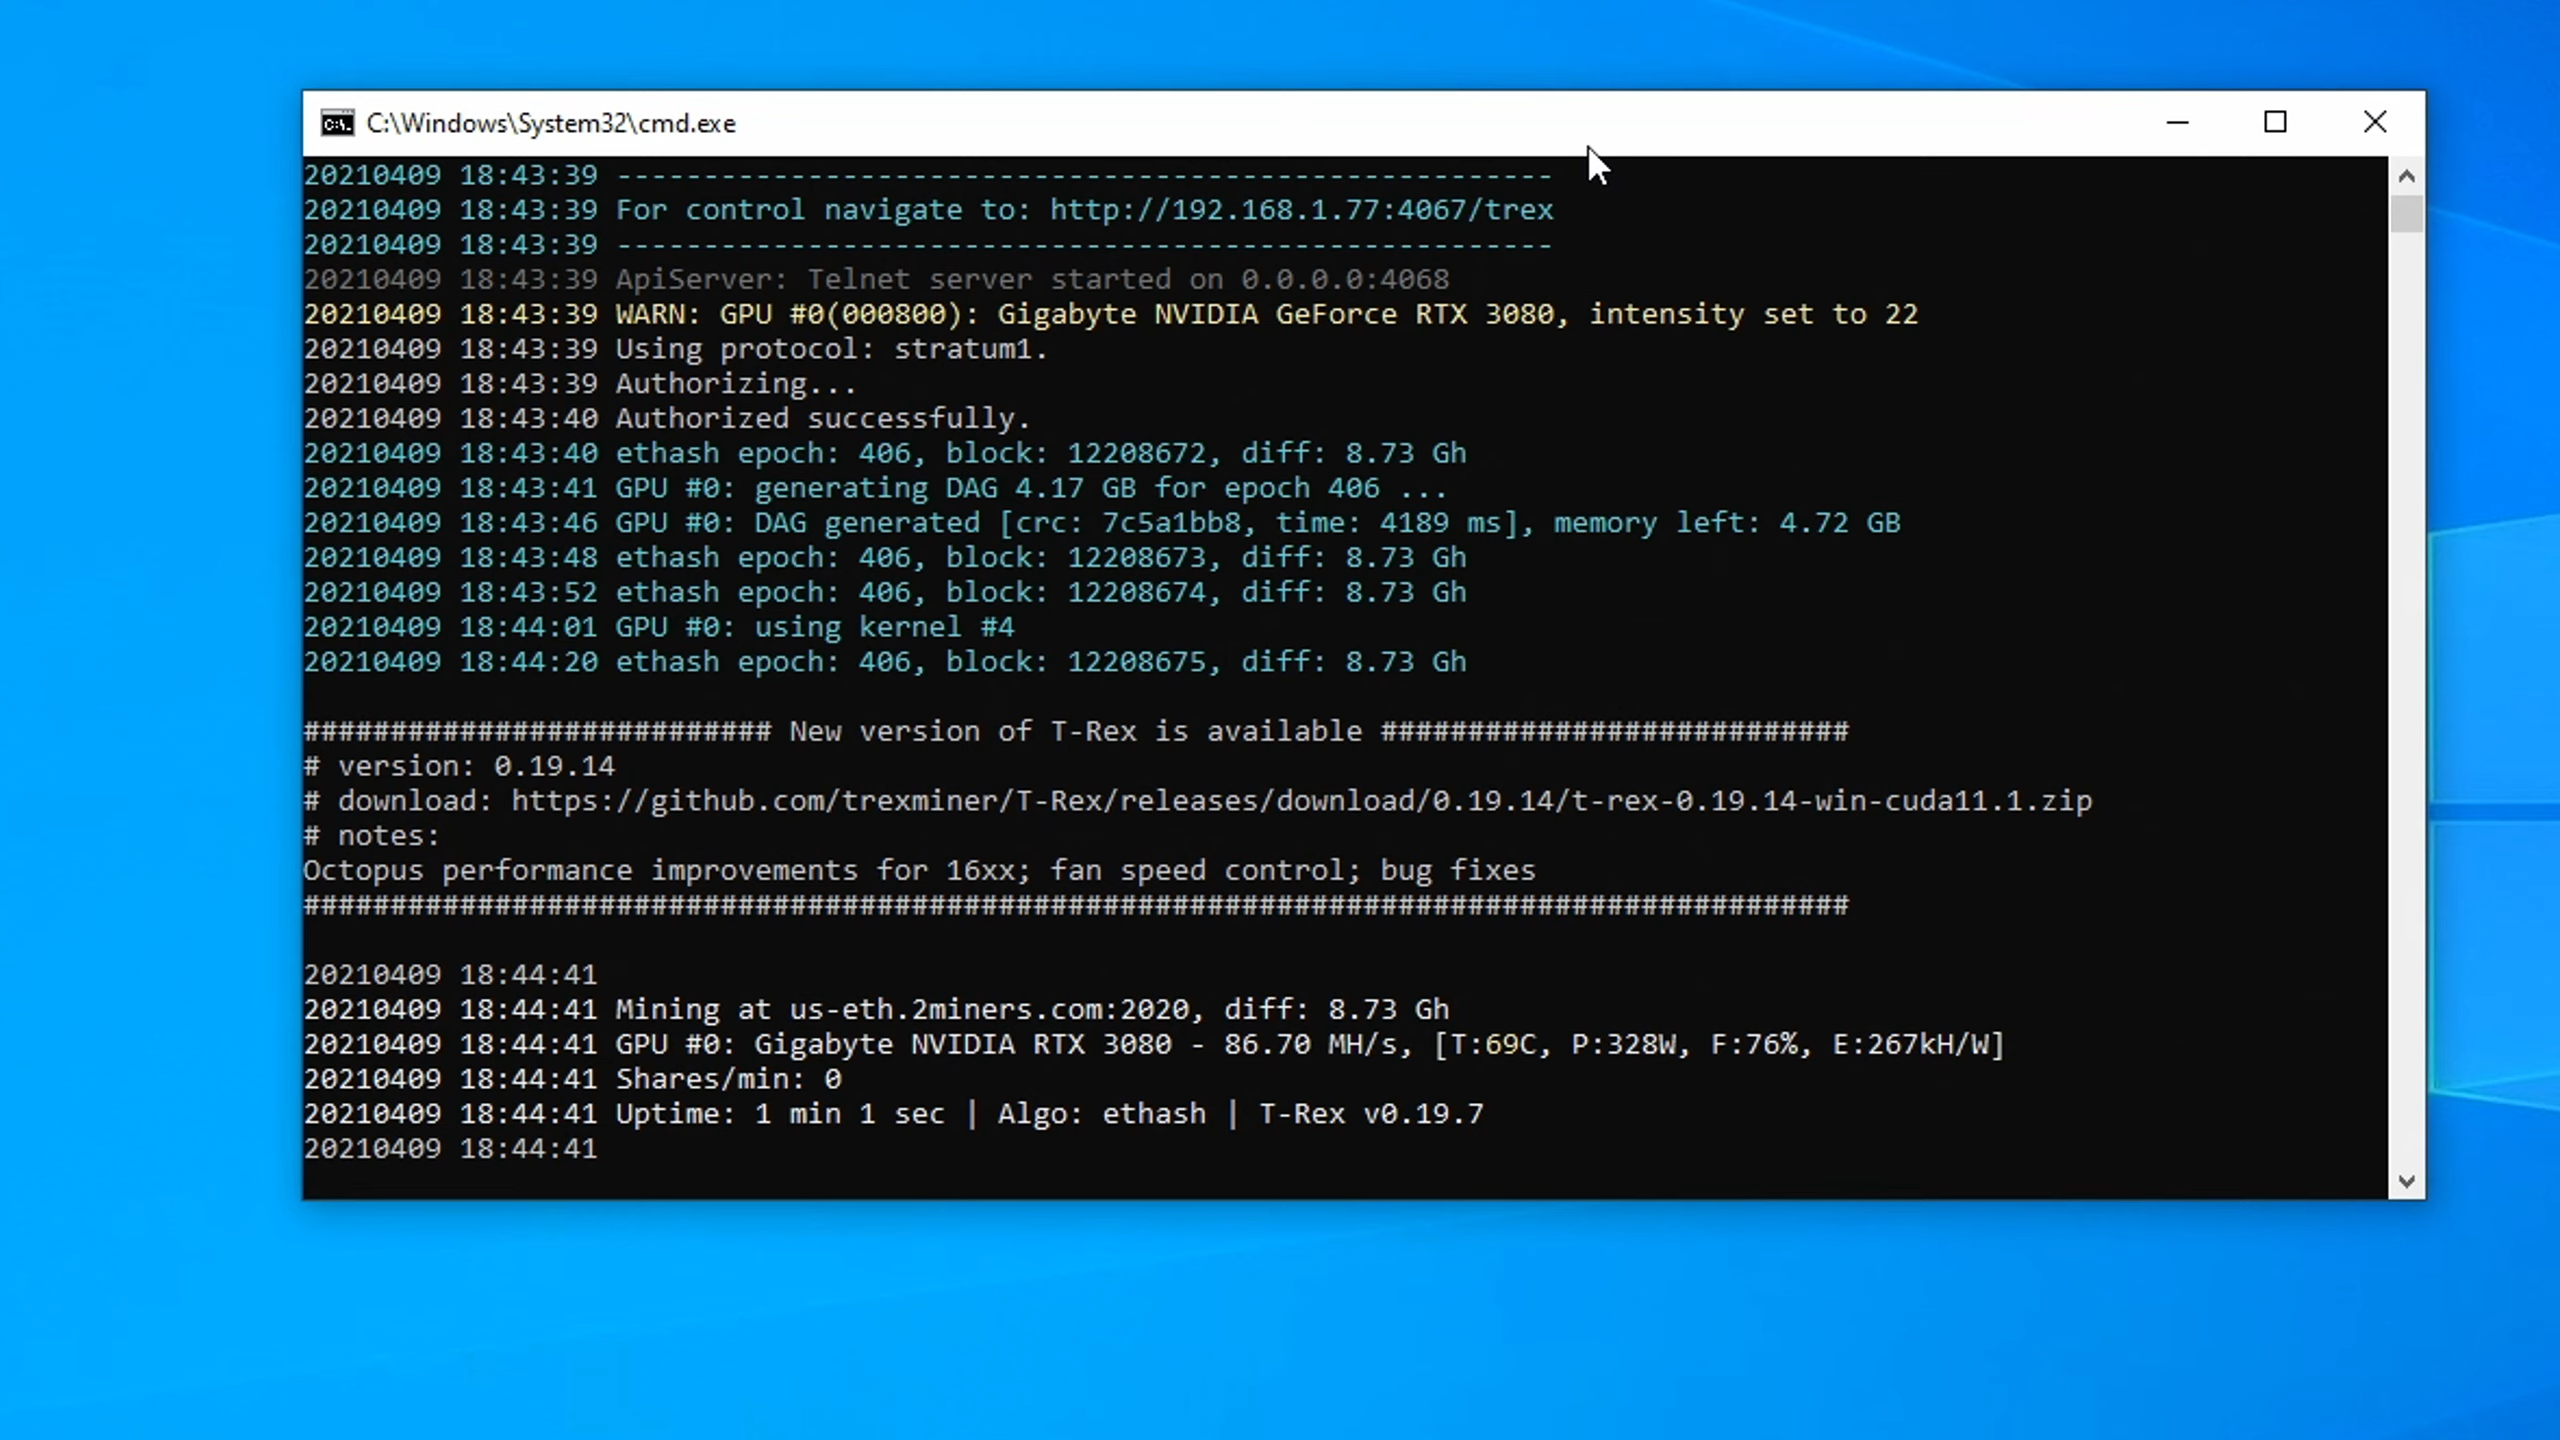 C:\Windows\System32\cmd.exe
20210409 18:43:39 ------------------------------------------------------
20210409 18:43:39 For control navigate to: http://192.168.1.77:4067/trex
20210409 18:43:39 ------------------------------------------------------
20210409 18:43:39 ApiServer: Telnet server started on 0.0.0.0:4068
20210409 18:43:39 WARN: GPU #0(000800): Gigabyte NVIDIA GeForce RTX 3080, intensity set to 22
20210409 18:43:39 Using protocol: stratum1.
20210409 18:43:39 Authorizing...
20210409 18:43:40 Authorized successfully.
20210409 18:43:40 ethash epoch: 406, block: 12208672, diff: 8.73 Gh
20210409 18:43:41 GPU #0: generating DAG 4.17 GB for epoch 406 ...
20210409 18:43:46 GPU #0: DAG generated [crc: 7c5a1bb8, time: 4189 ms], memory left: 4.72 GB
20210409 18:43:48 ethash epoch: 406, block: 12208673, diff: 8.73 Gh
20210409 18:43:52 ethash epoch: 406, block: 12208674, diff: 8.73 Gh
20210409 18:44:01 GPU #0: using kernel #4
20210409 18:44:20 ethash epoch: 406, block: 12208675, diff: 8.73 Gh
########################### New version of T-Rex is available ###########################
# version: 0.19.14
# download: https://github.com/trexminer/T-Rex/releases/download/0.19.14/t-rex-0.19.14-win-cuda11.1.zip
# notes:
Octopus performance improvements for 16xx; fan speed control; bug fixes
#########################################################################################
20210409 18:44:41
20210409 18:44:41 Mining at us-eth.2miners.com:2020, diff: 8.73 Gh
20210409 18:44:41 GPU #0: Gigabyte NVIDIA RTX 3080 - 86.70 MH/s, [T:69C, P:328W, F:76%, E:267kH/W]
20210409 18:44:41 Shares/min: 0
20210409 18:44:41 Uptime: 1 min 1 sec | Algo: ethash | T-Rex v0.19.7
20210409 18:44:41